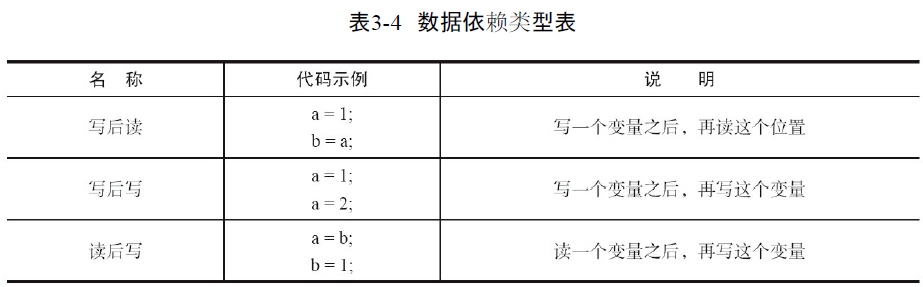 表3-4 数据依赖类型表
名 称 代码示例 说 明
写后读 a = 1; 写一个变量之后，再读这个位置
b = a;
写后写 a = 1; 写一个变量之后，再写这个变量
a = 2;
读后写 a = b; 读一个变量之后，再写这个变量
b = 1;